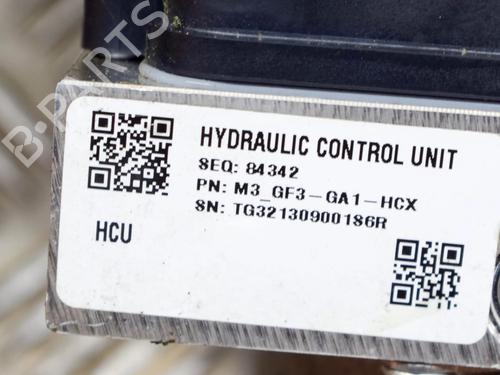 B-PARTS
HYDRAULIC CONTROL UNIT
SEQ: 84342
PN: M3_GF3-GA1-HCX
SN: TG32130900186R
HCU